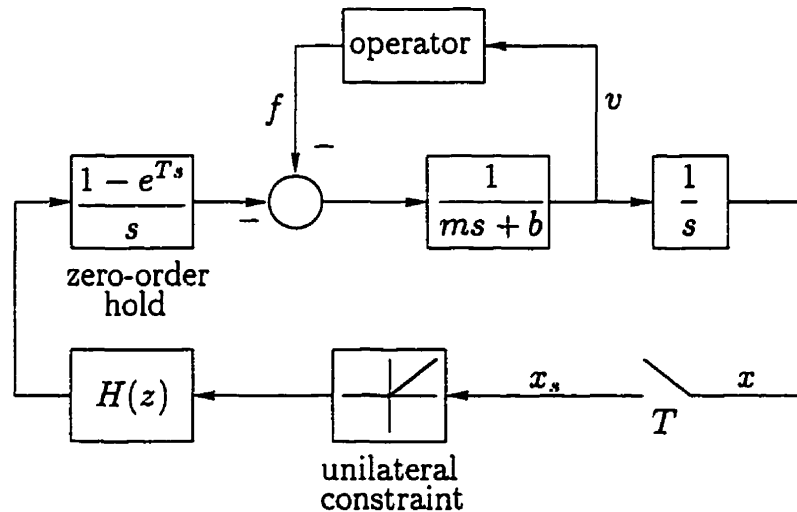 operator
f
v
−
1 − e^{Ts}
s
−
1
ms + b
1
s
zero-order
hold
H(z)
x_s
x
T
unilateral
constraint